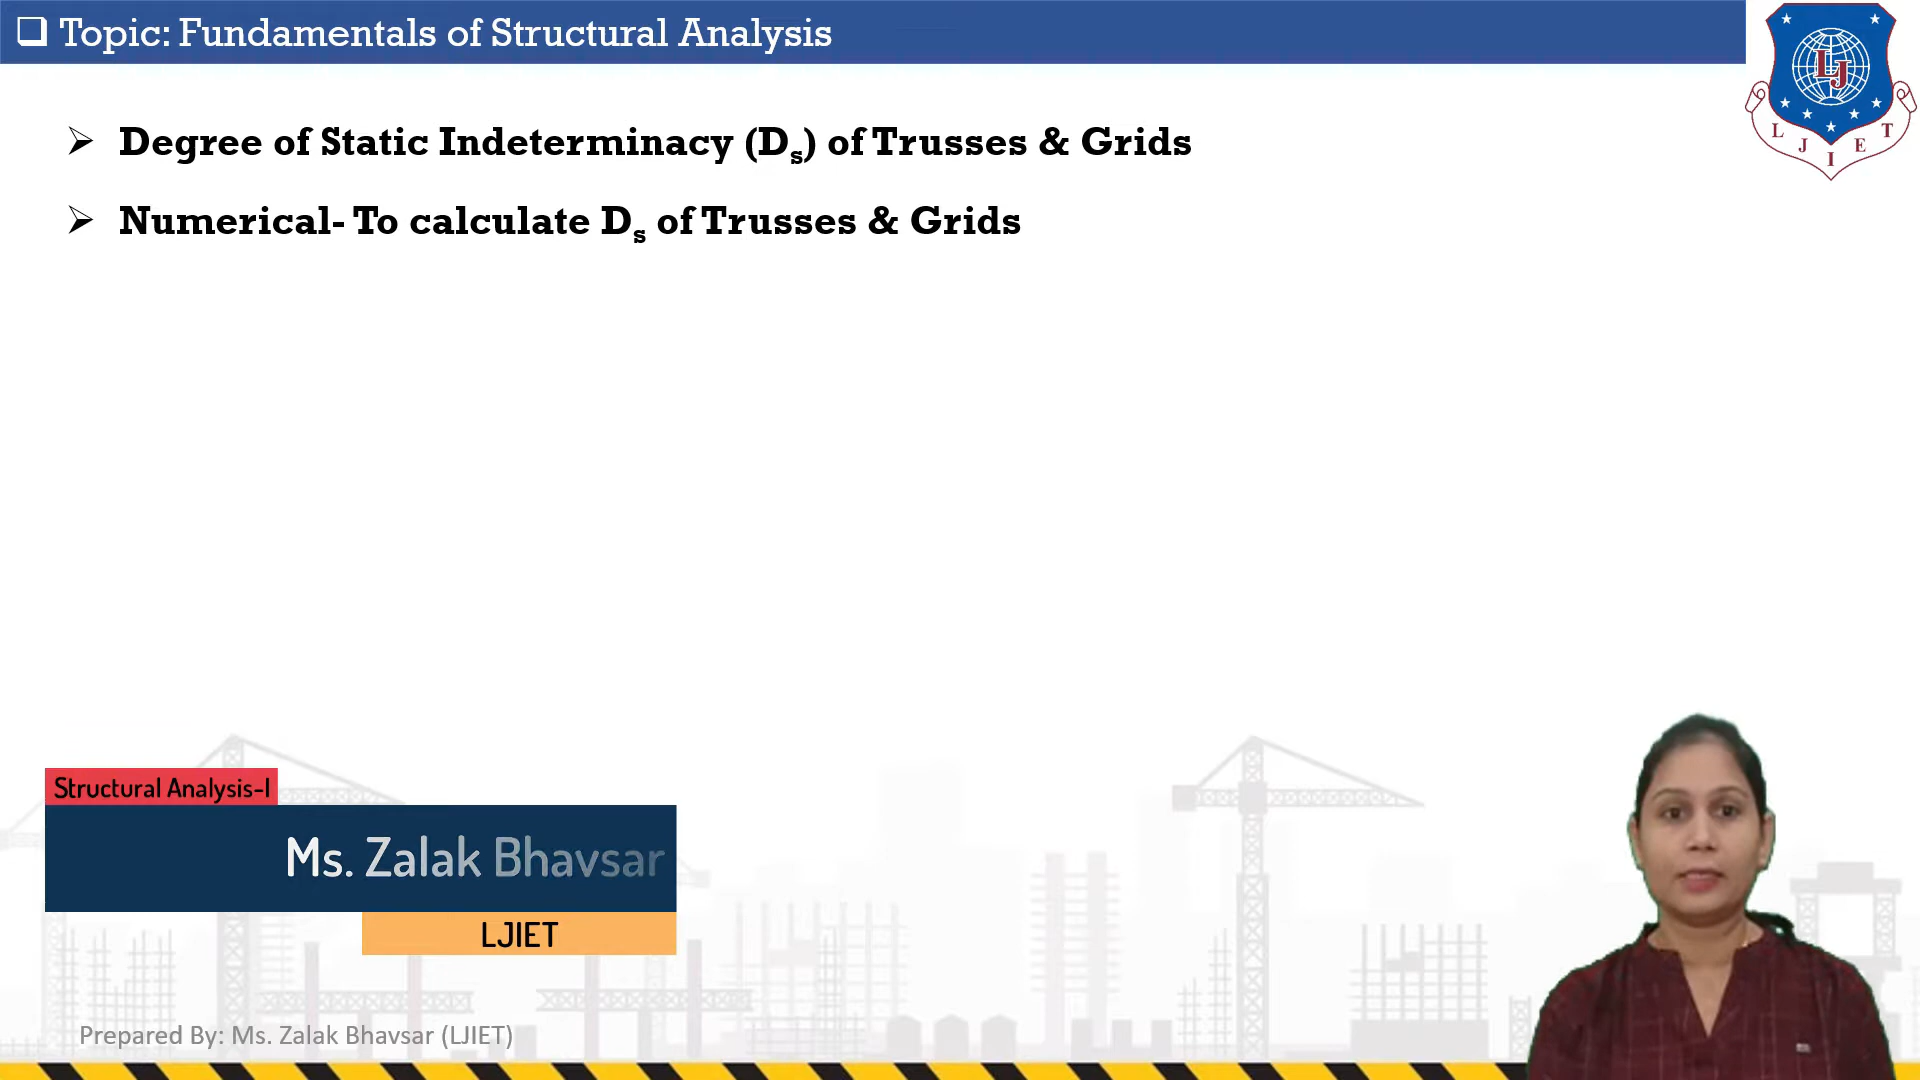 Topic: Fundamentals of Structural Analysis
LJ
L J I E T
Degree of Static Indeterminacy (Ds) of Trusses & Grids
Numerical- To calculate Ds of Trusses & Grids
Structural Analysis-I
Ms. Zalak Bhavsar
LJIET
Prepared By: Ms. Zalak Bhavsar (LJIET)